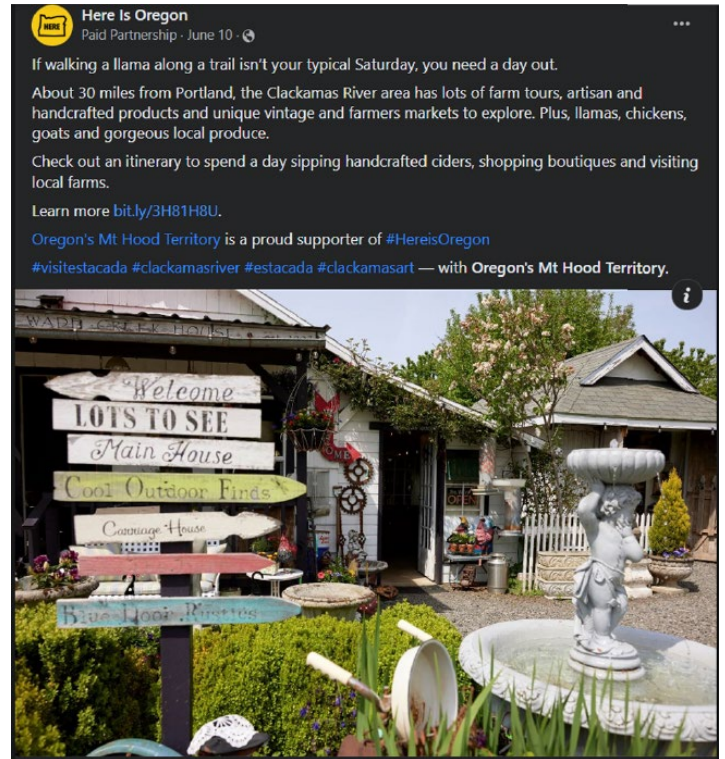 HERE
Here Is Oregon
Paid Partnership · June 10 ·
If walking a llama along a trail isn't your typical Saturday, you need a day out.
About 30 miles from Portland, the Clackamas River area has lots of farm tours, artisan and
handcrafted products and unique vintage and farmers markets to explore. Plus, llamas, chickens,
goats and gorgeous local produce.
Check out an itinerary to spend a day sipping handcrafted ciders, shopping boutiques and visiting
local farms.
Learn more bit.ly/3H81H8U.
Oregon's Mt Hood Territory is a proud supporter of #HereisOregon
#visitestacada #clackamasriver #estacada #clackamasart — with Oregon's Mt Hood Territory.
i
HOUSE
Welcome
LOTS TO SEE
Main House
HOME
Cool Outdoor Finds
OPEN
Carriage House
Blue Door Rusties